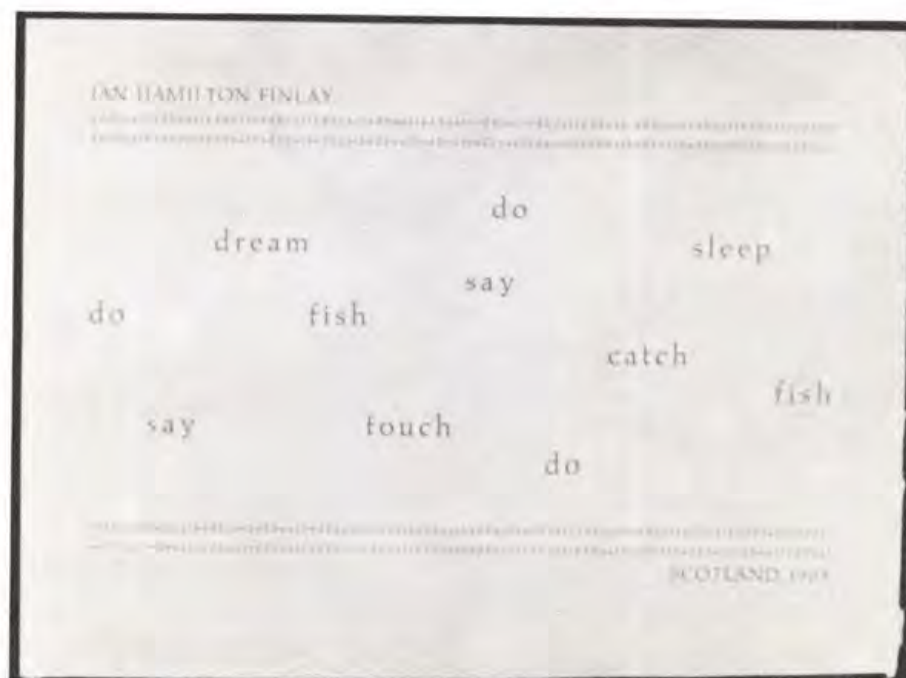 IAN HAMILTON FINLAY
do
dream sleep
say
do fish
catch
fish
say touch
do
SCOTLAND